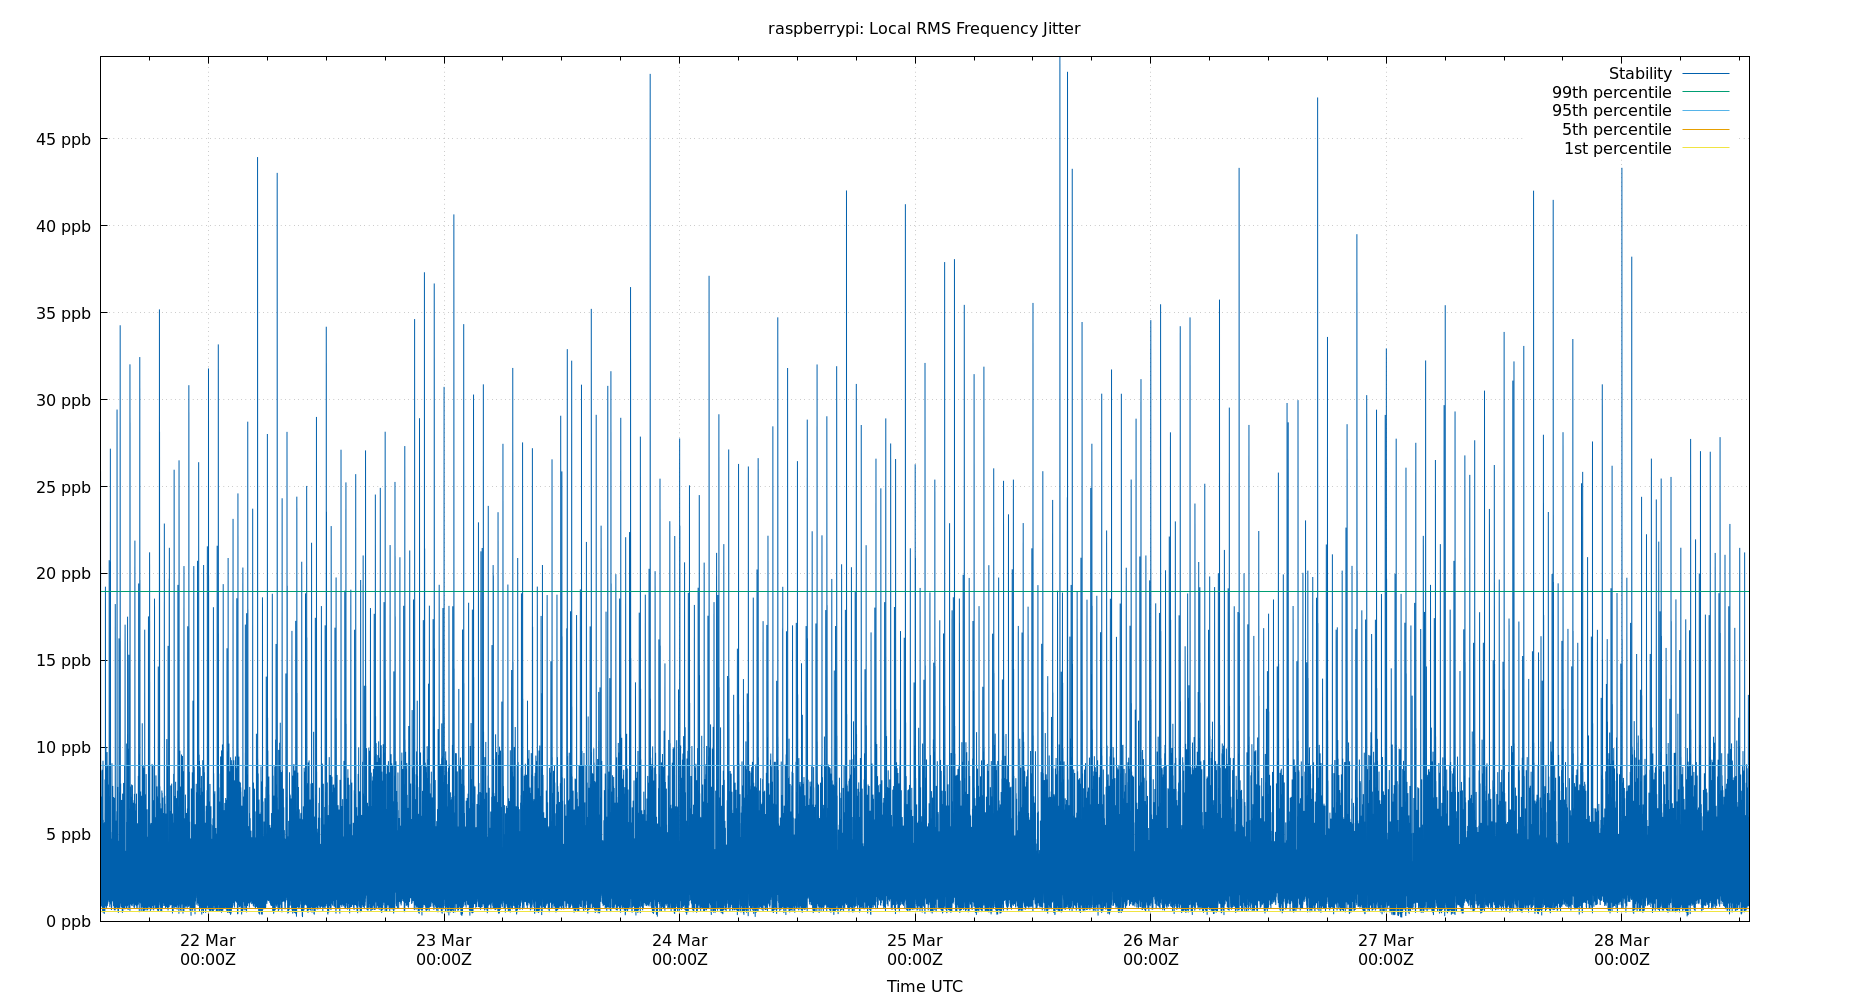 raspberrypi: Local RMS Frequency Jitter
Stability
99th percentile
95th percentile
5th percentile
1st percentile
45 ppb
40 ppb
35 ppb
30 ppb
25 ppb
20 ppb
15 ppb
10 ppb
5 ppb
0 ppb
22 Mar 23 Mar 24 Mar 25 Mar 26 Mar 27 Mar 28 Mar
00:00Z 00:00Z 00:00Z 00:00Z 00:00Z 00:00Z 00:00Z
Time UTC